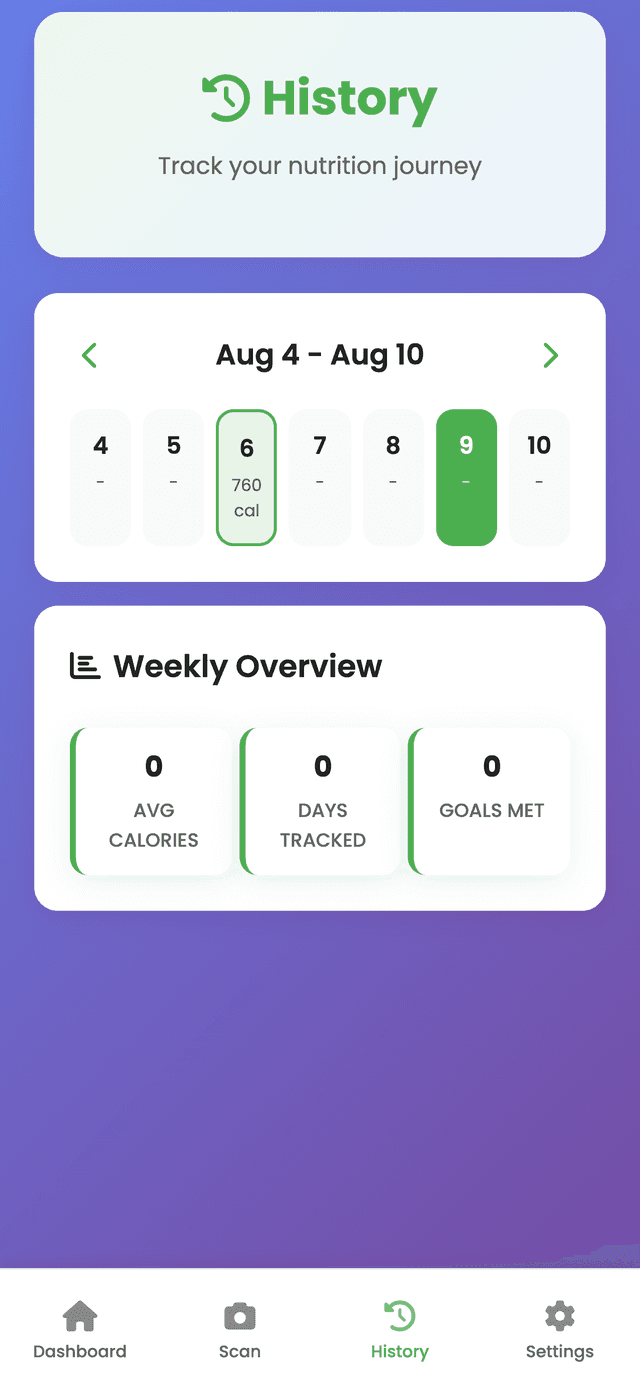 History
Track your nutrition journey
Aug 4 - Aug 10
4 5 6 7 8 9 10
- - 760 - - - -
cal
Weekly Overview
0 0 0
AVG DAYS GOALS MET
CALORIES TRACKED
Dashboard Scan History Settings